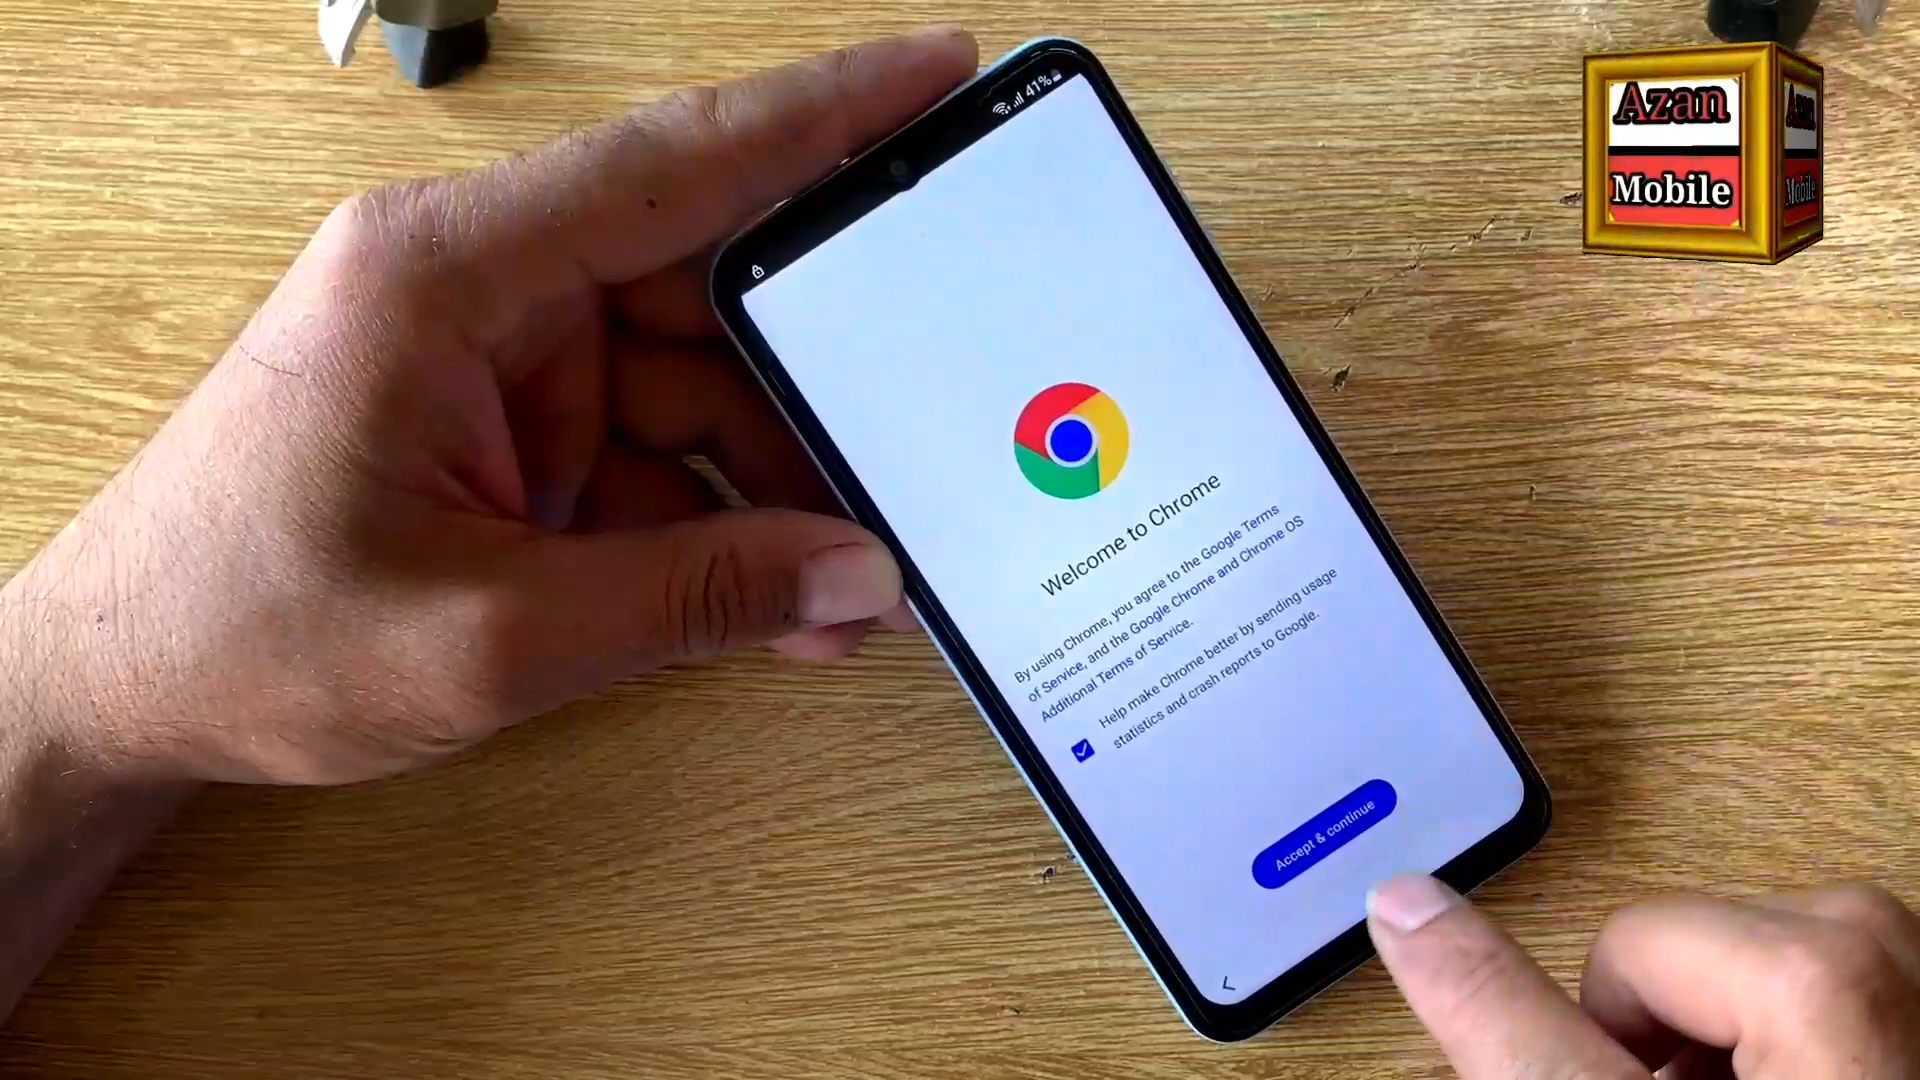 41%
Welcome to Chrome
By using Chrome, you agree to the Google Terms
of Service, and the Google Chrome and Chrome OS
Additional Terms of Service.
Help make Chrome better by sending usage
statistics and crash reports to Google.
Accept & continue
Azan
Mobile
Azan
Mobile